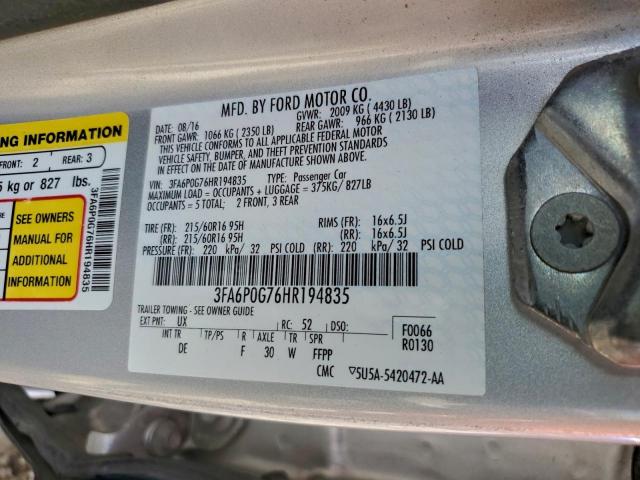 NG INFORMATION
FRONT: 2 REAR: 3
5 kg or 827 lbs.
SEE OWNERS
MANUAL FOR
ADDITIONAL
INFORMATION
3FA6P0G76HR194835
MFD. BY FORD MOTOR CO.
DATE: 08/16 GVWR: 2009 KG ( 4430 LB)
FRONT GAWR: 1066 KG ( 2350 LB) REAR GAWR: 966 KG ( 2130 LB)
THIS VEHICLE CONFORMS TO ALL APPLICABLE FEDERAL MOTOR
VEHICLE SAFETY, BUMPER, AND THEFT PREVENTION STANDARDS
IN EFFECT ON THE DATE OF MANUFACTURE SHOWN ABOVE.
VIN: 3FA6P0G76HR194835 TYPE: Passenger Car
MAXIMUM LOAD = OCCUPANTS + LUGGAGE = 375KG/ 827LB
OCCUPANTS = 5 TOTAL: 2 FRONT, 3 REAR
TIRE (FR): 215/60R16 95H RIMS (FR): 16x6.5J
(RR): 215/60R16 95H (RR): 16x6.5J
PRESSURE (FR): 220 kPa/ 32 PSI COLD (RR): 220 kPa/ 32 PSI COLD
3FA6P0G76HR194835
TRAILER TOWING - SEE OWNER GUIDE
EXT PNT: UX RC: 52 DSO: F0066
INT TR TP/PS R AXLE TR SPR R0130
DE F 30 W FFPP
CMC ▽5U5A-5420472-AA